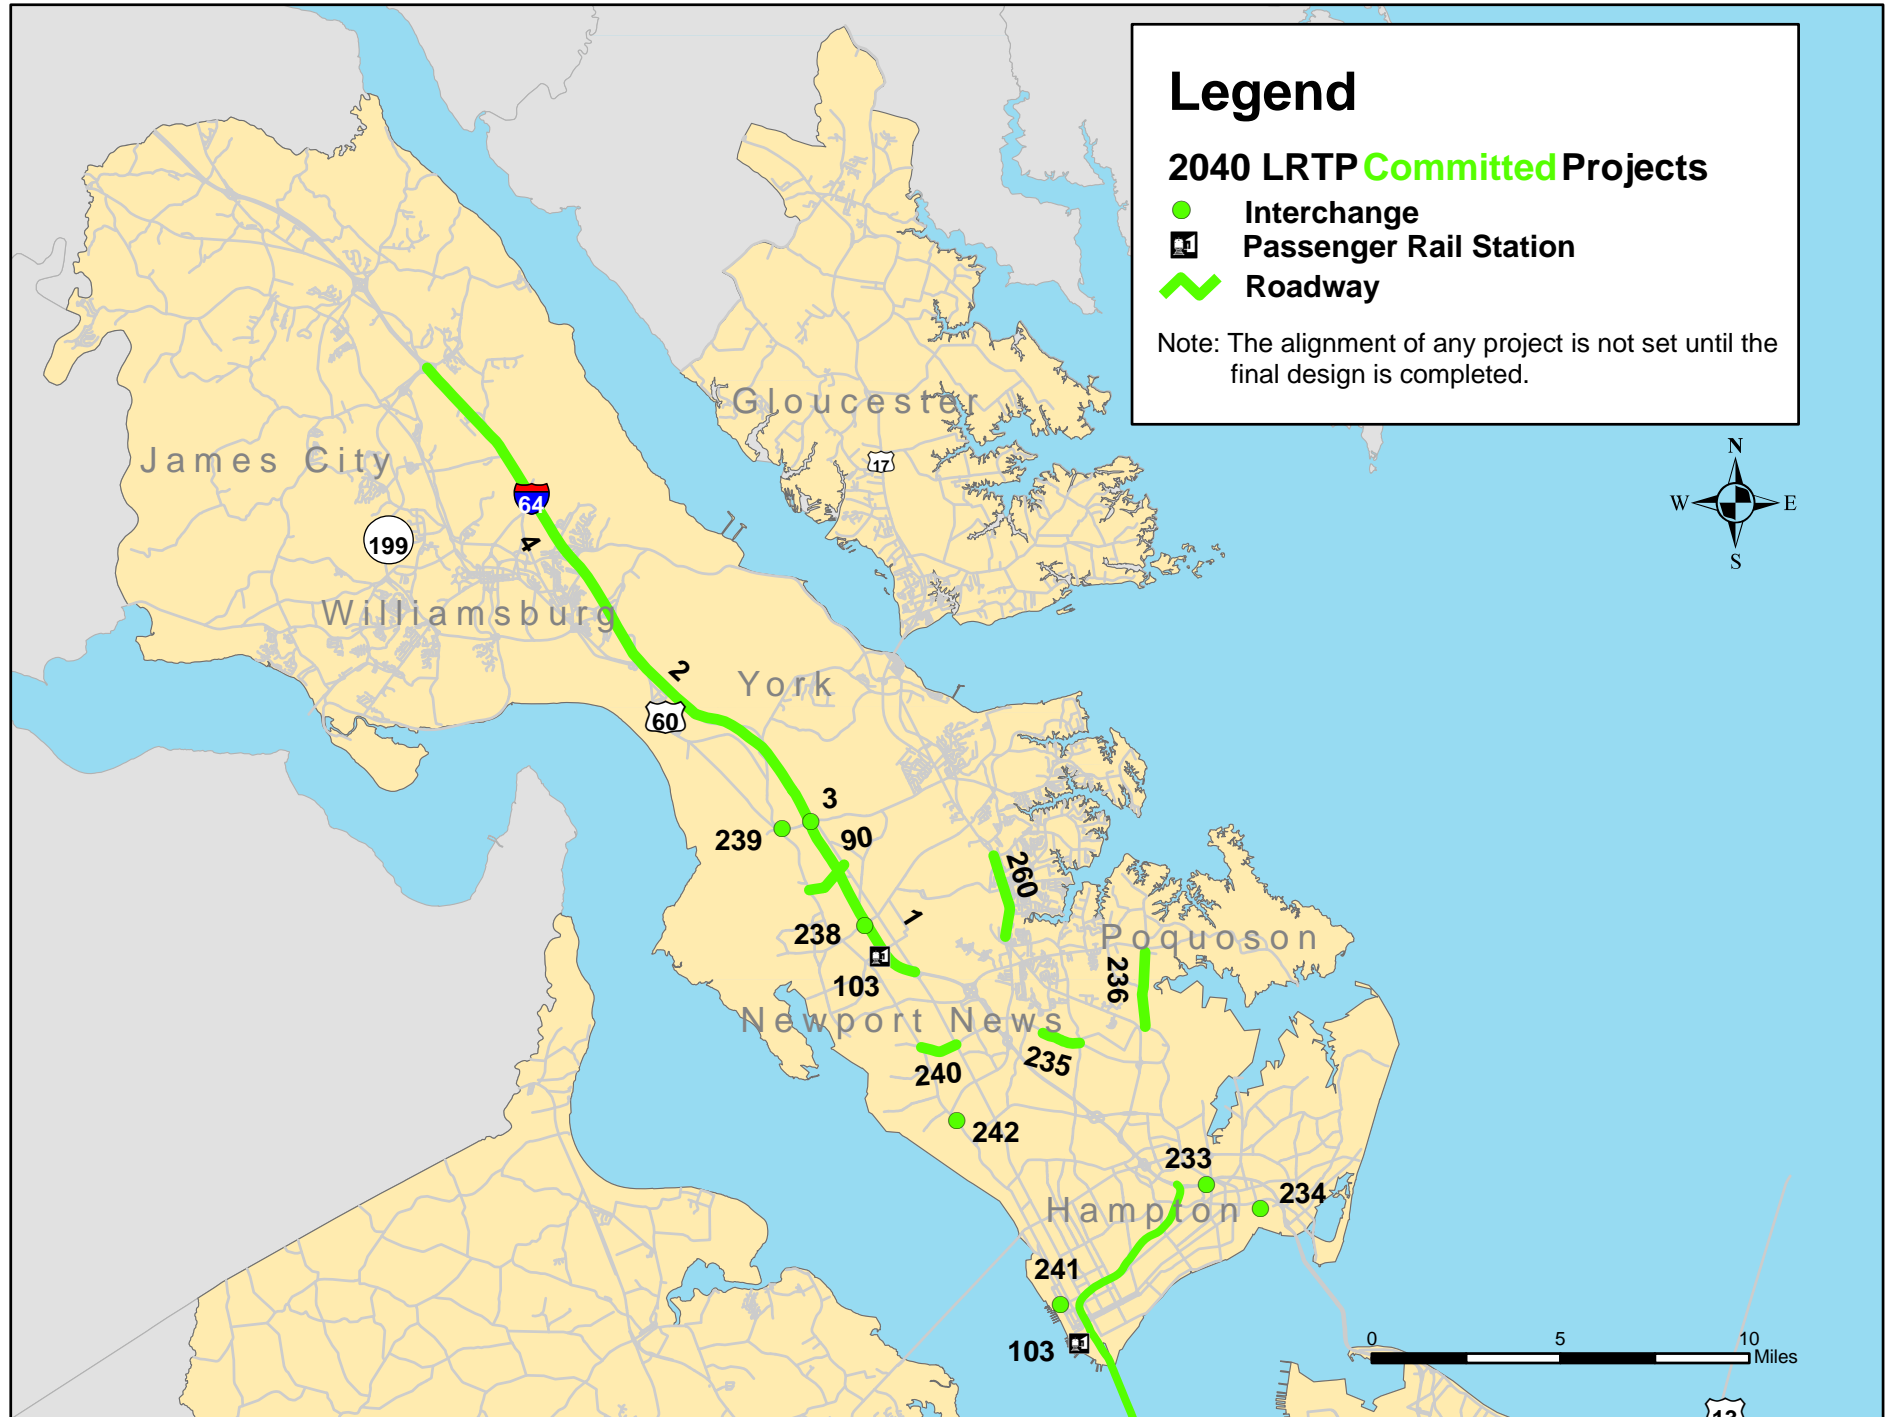 Legend
2040 LRTP Committed Projects
Interchange
Passenger Rail Station
Roadway
Note: The alignment of any project is not set until the
final design is completed.
Gloucester
17
James City
64
4
199
Williamsburg
N
W E
S
2
York
60
3
239
90
260
1
238
Poquoson
103
236
Newport News
235
240
242
233
234
Hampton
241
103
0 5 10
Miles
13